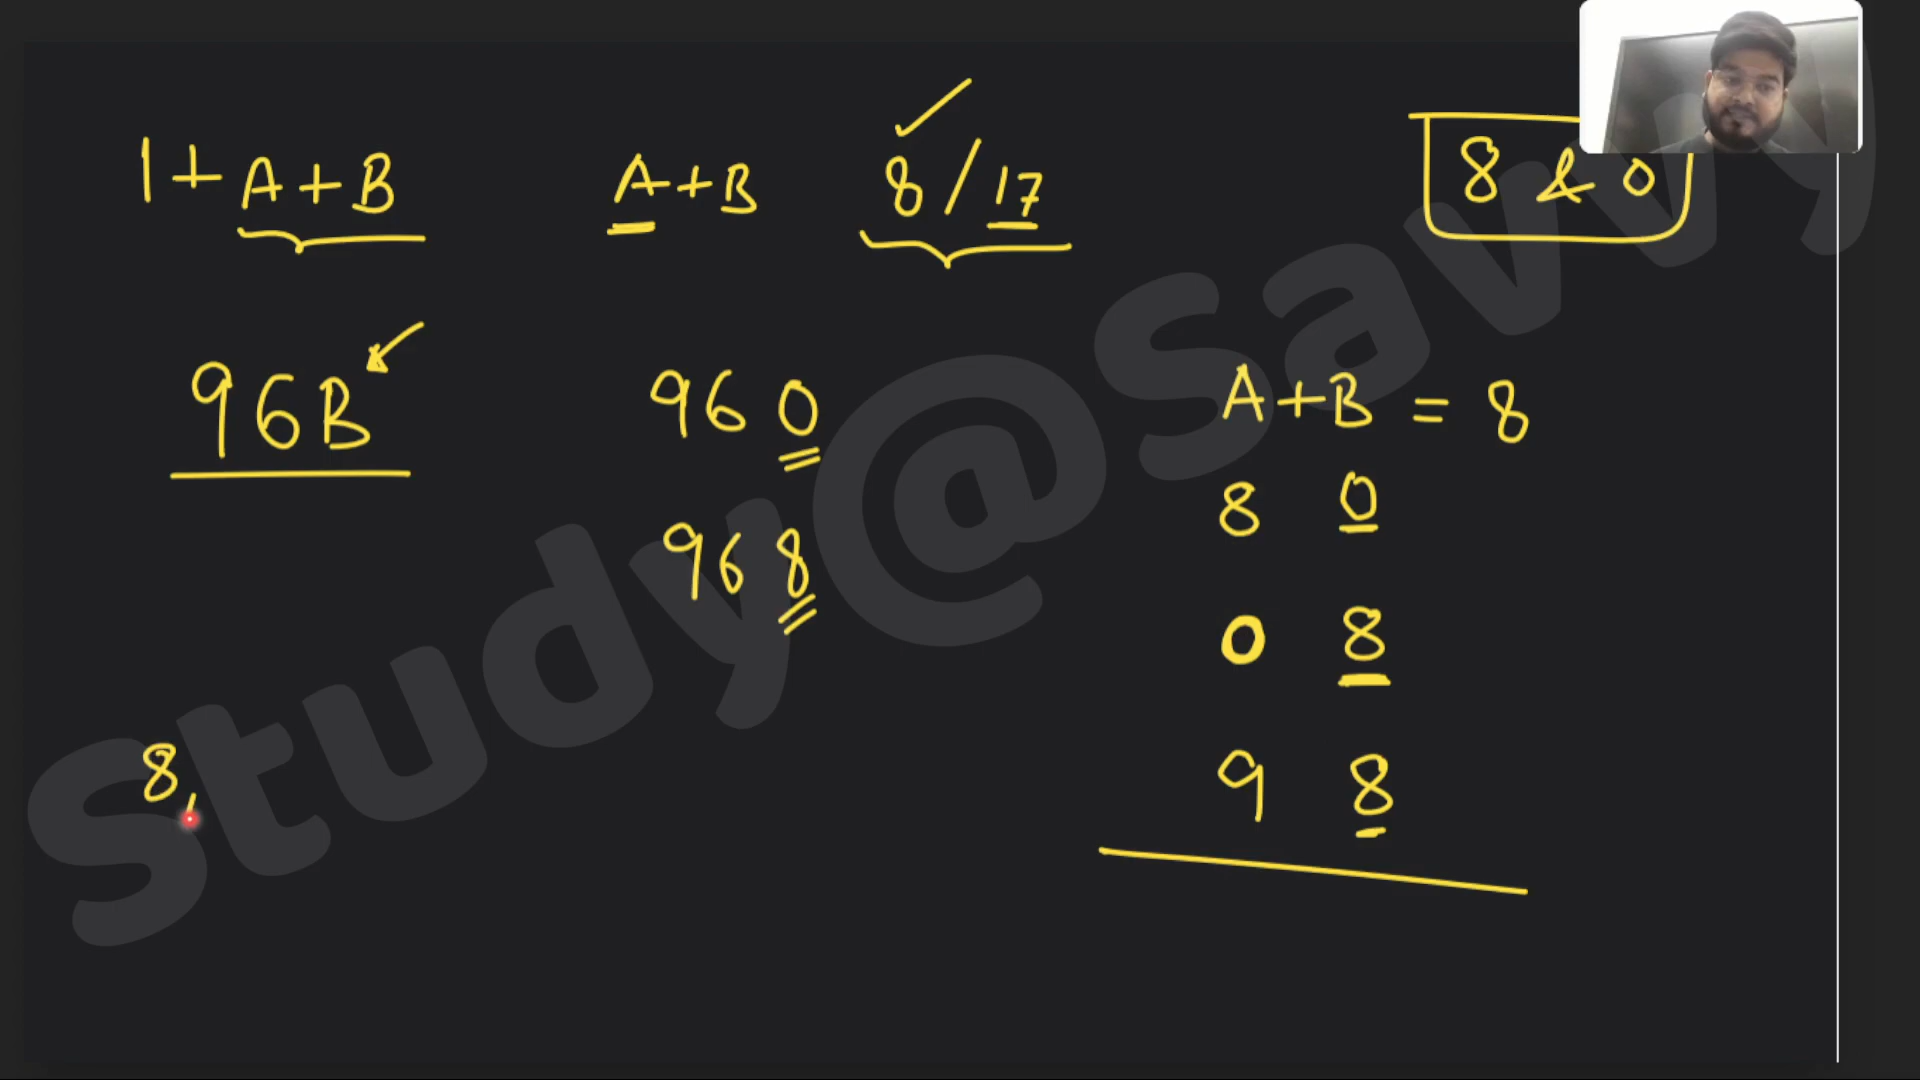 1 + A + B
A + B
8 / 17
8 & 0
96B
960
968
A + B = 8
8 0
0 8
9 8
8,
Study@Savvy